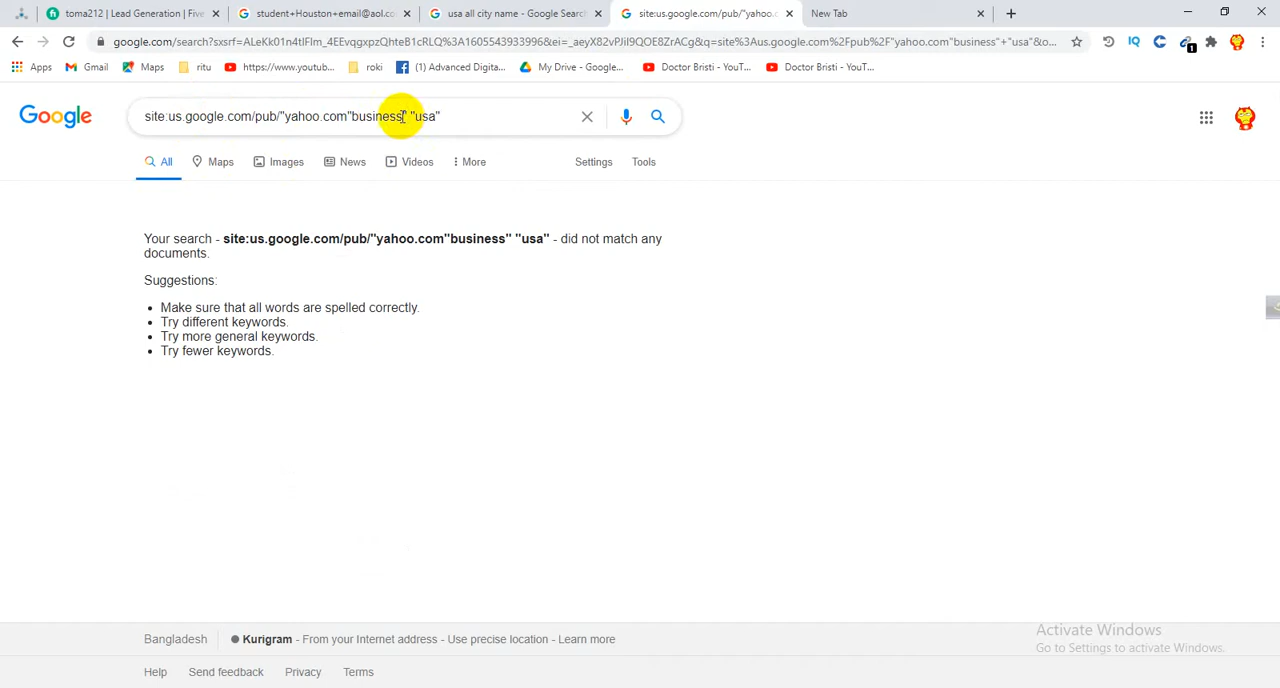 toma212 | Lead Generation | Five
student+Houston+email@aol.co
usa all city name - Google Search
site:us.google.com/pub/"yahoo.c
New Tab
google.com/search?sxsrf=ALeKk01n4tIFlm_4EEvqgxpzQhteB1cRLQ%3A1605543933996&ei=_aeyX82vPJiI9QOE8ZrACg&q=site%3Aus.google.com%2Fpub%2F"yahoo.com"business"+"usa"&o...
Apps
Gmail
Maps
ritu
https://www.youtub...
roki
(1) Advanced Digita...
My Drive - Google...
Doctor Bristi - YouT...
Doctor Bristi - YouT...
IQ
1
Google
site:us.google.com/pub/"yahoo.com"business" "usa"
All
Maps
Images
News
Videos
More
Settings
Tools
Your search - site:us.google.com/pub/"yahoo.com"business" "usa" - did not match any
documents.
Suggestions:
• Make sure that all words are spelled correctly.
• Try different keywords.
• Try more general keywords.
• Try fewer keywords.
Bangladesh
Kurigram - From your Internet address - Use precise location - Learn more
Activate Windows
Go to Settings to activate Windows.
Help
Send feedback
Privacy
Terms